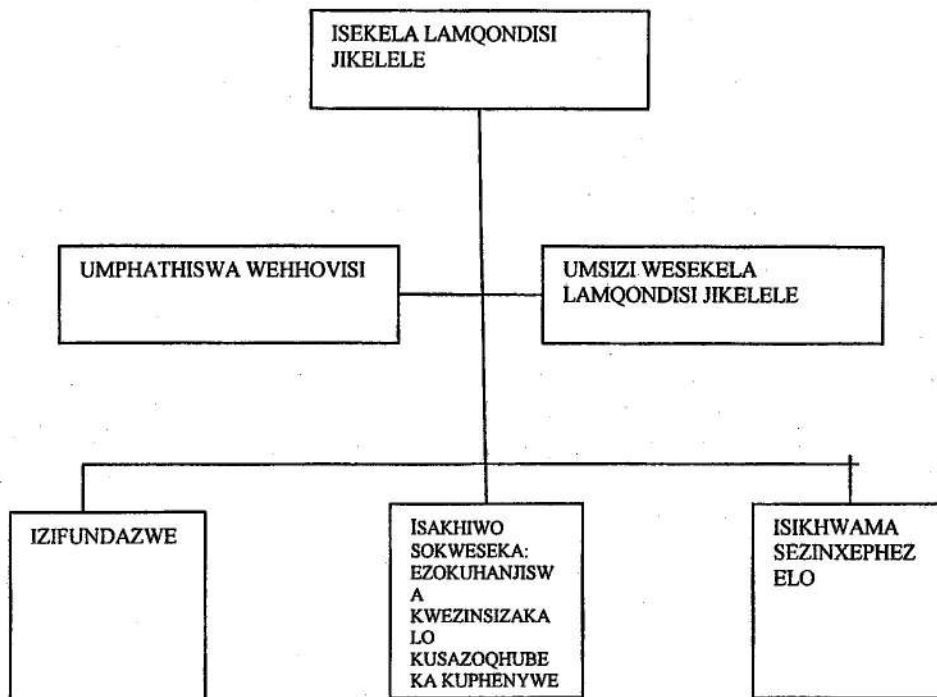 ISEKELA LAMQONDISI
JIKELELE
UMPHATHISWA WEHHOVISI
UMSIZI WESEKELA
LAMQONDISI JIKELELE
IZIFUNDAZWE
ISAKHIWO
SOKWESEKA:
EZOKUHANJISW
A
KWEZINSIZAKA
LO
KUSAZOQHUBE
KA KUPHENYWE
ISIKHWAMA
SEZINXEPHEZ
ELO